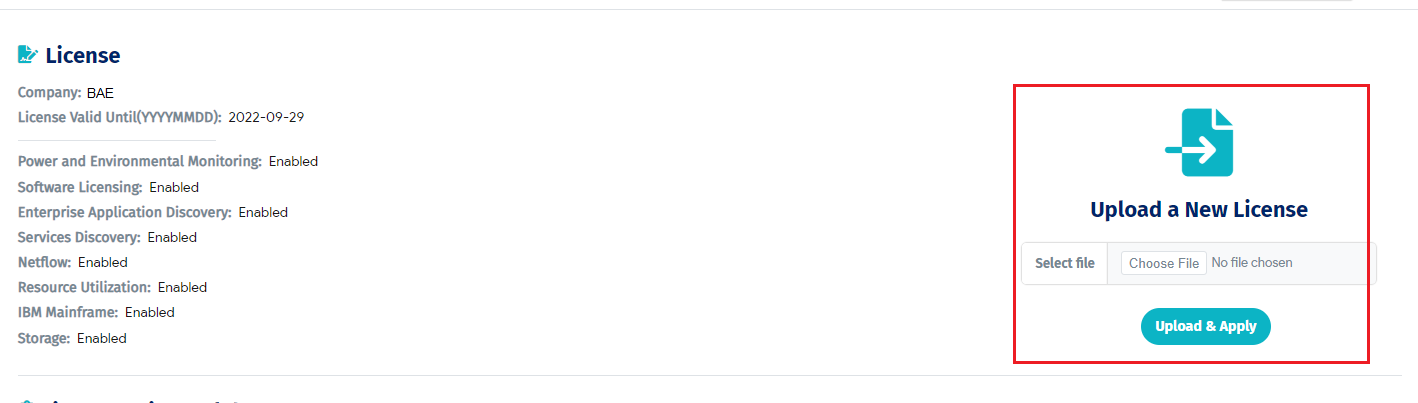 License
Company: BAE
License Valid Until(YYYYMMDD): 2022-09-29
Power and Environmental Monitoring: Enabled
Software Licensing: Enabled
Enterprise Application Discovery: Enabled
Services Discovery: Enabled
Netflow: Enabled
Resource Utilization: Enabled
IBM Mainframe: Enabled
Storage: Enabled
Upload a New License
Select file Choose File No file chosen
Upload & Apply